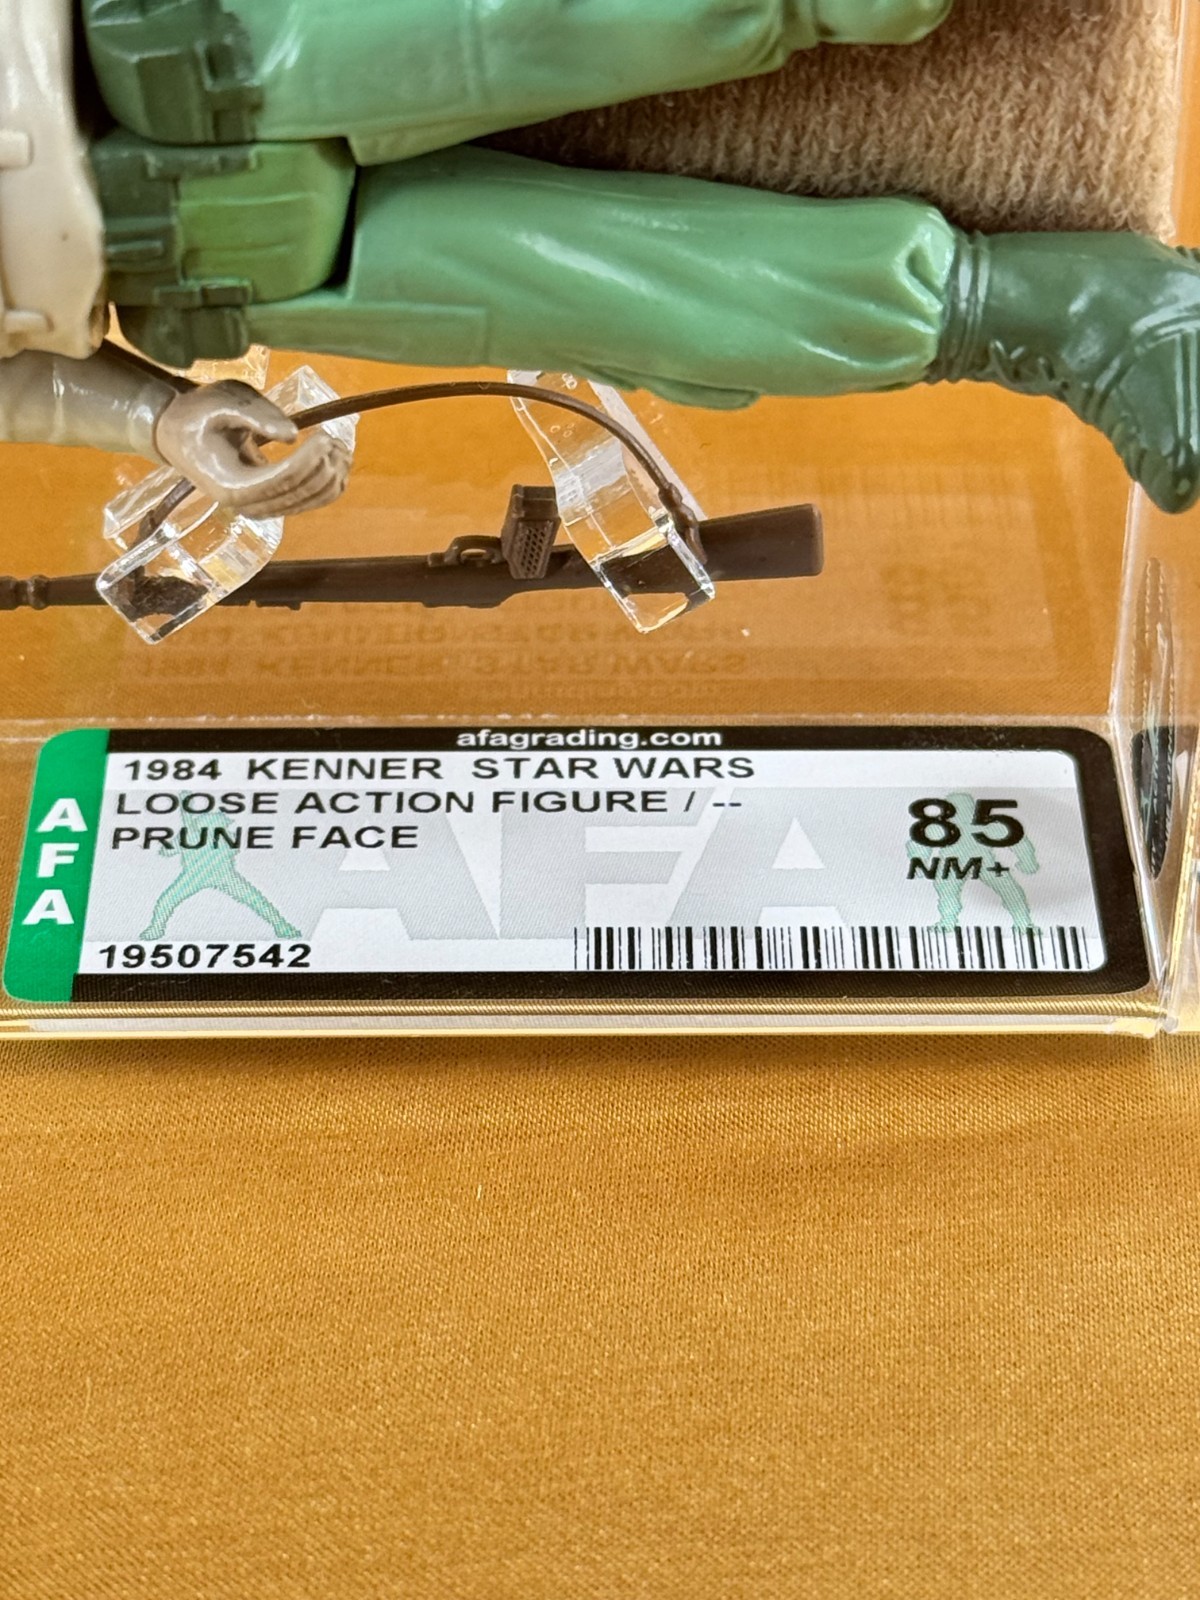 afagrading.com
1984 KENNER STAR WARS
LOOSE ACTION FIGURE / --
PRUNE FACE
85
NM+
AFA
AFA
19507542